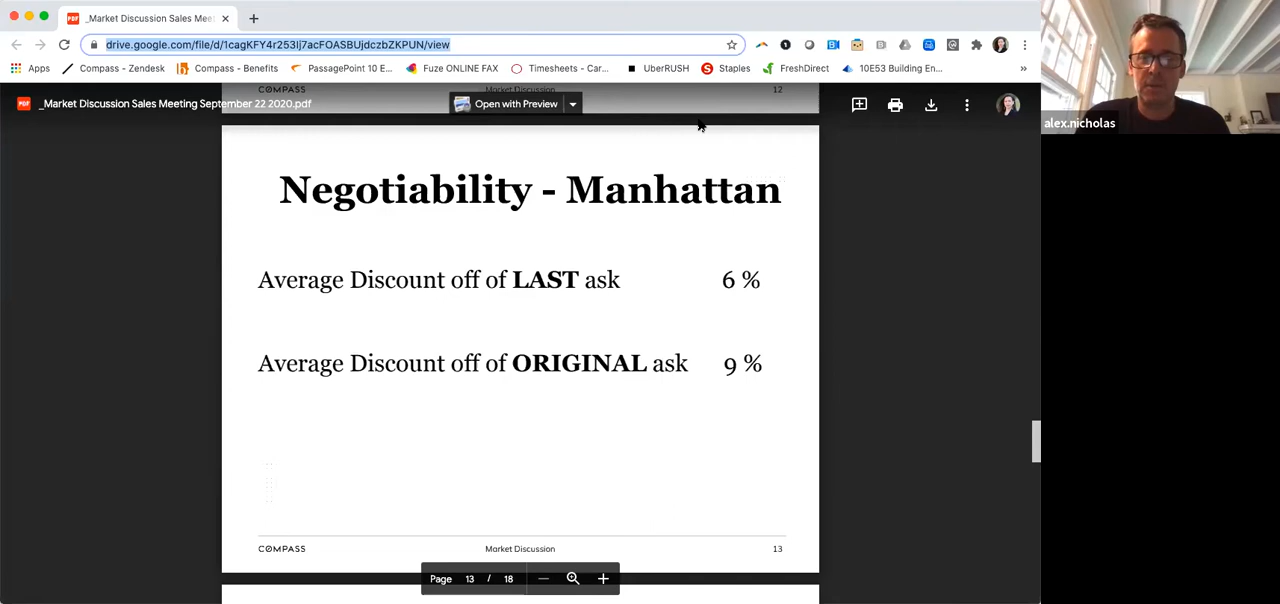 _Market Discussion Sales Meet
drive.google.com/file/d/1cagKFY4r253Ij7acFOASBUjdczbZKPUN/view
Apps Compass - Zendesk Compass - Benefits PassagePoint 10 E... Fuze ONLINE FAX Timesheets - Car... UberRUSH Staples FreshDirect 10E53 Building En... »
COMPASS Market Discussion 12
PDF _Market Discussion Sales Meeting September 22 2020.pdf Open with Preview
alex.nicholas
Negotiability - Manhattan
Average Discount off of LAST ask 6 %
Average Discount off of ORIGINAL ask 9 %
COMPASS Market Discussion 13
Page 13 / 18